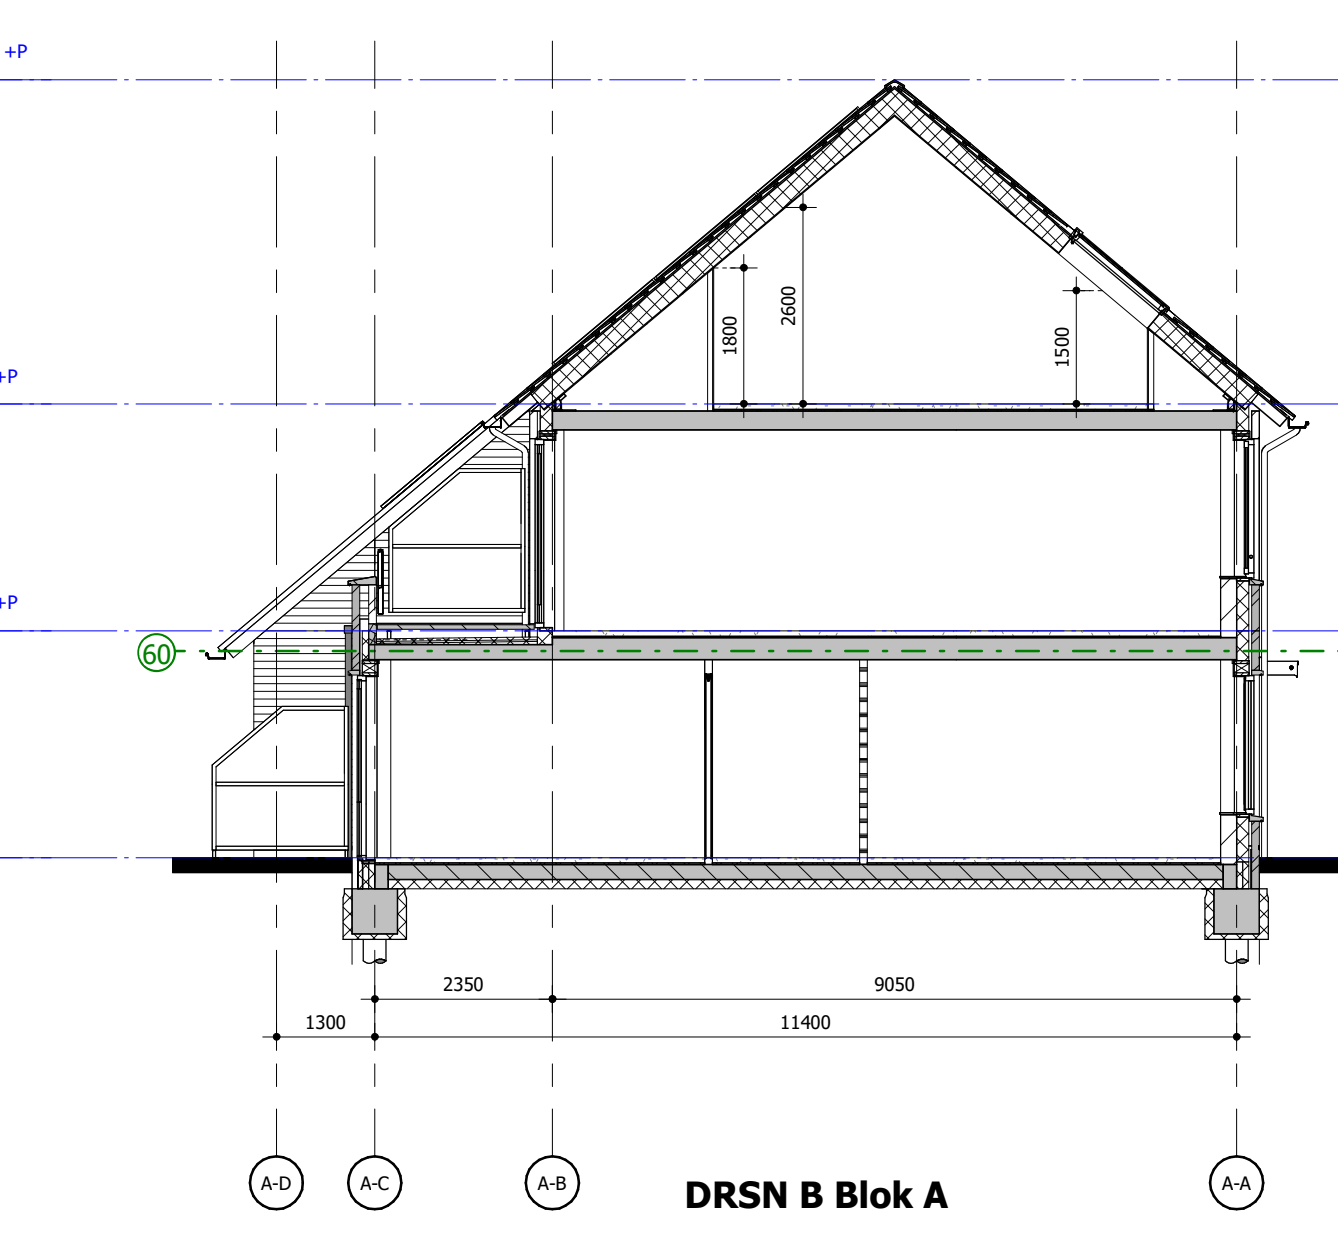 +P
2600
1800
1500
+P
+P
60
2350
9050
1300
11400
A-D
A-C
A-B
A-A
DRSN B Blok A